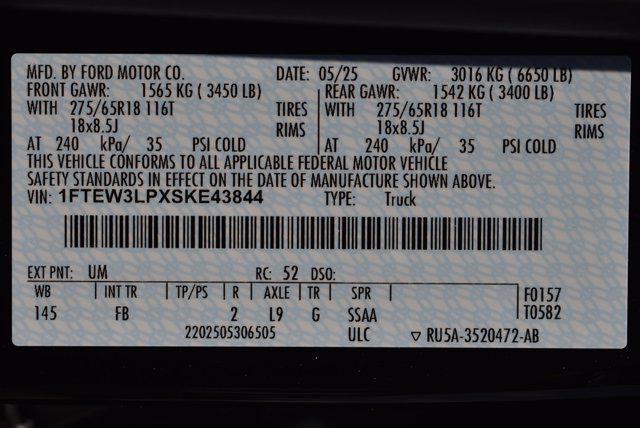 MFD. BY FORD MOTOR CO. DATE: 05/25 GVWR: 3016 KG ( 6650 LB)
FRONT GAWR: 1565 KG ( 3450 LB) REAR GAWR: 1542 KG ( 3400 LB)
WITH 275/65R18 116T TIRES WITH 275/65R18 116T TIRES
18x8.5J RIMS 18x8.5J RIMS
AT 240 kPa/ 35 PSI COLD AT 240 kPa/ 35 PSI COLD
THIS VEHICLE CONFORMS TO ALL APPLICABLE FEDERAL MOTOR VEHICLE
SAFETY STANDARDS IN EFFECT ON THE DATE OF MANUFACTURE SHOWN ABOVE.
VIN: 1FTEW3LPXSKE43844 TYPE: Truck
EXT PNT: UM RC: 52 DSO:
WB INT TR TP/PS R AXLE TR SPR F0157
145 FB 2 L9 G SSAA T0582
2202505306505 ULC ▽ RU5A-3520472-AB